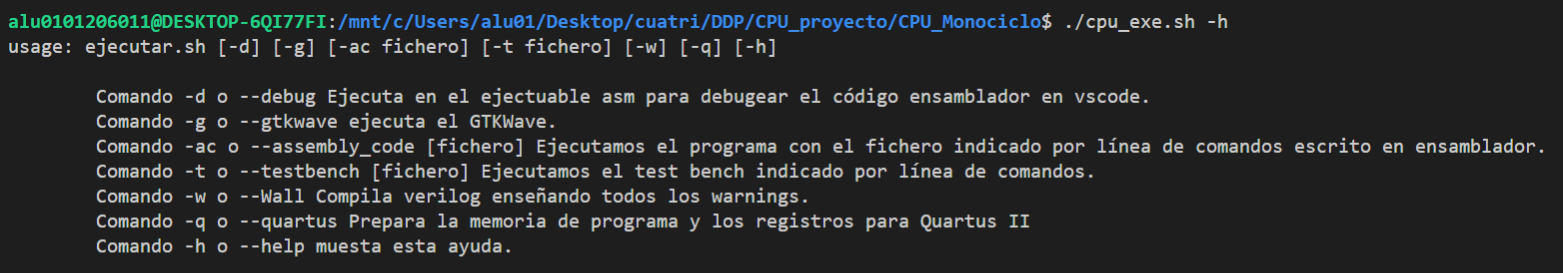 alu0101206011@DESKTOP-6QI77FI:/mnt/c/Users/alu01/Desktop/cuatri/DDP/CPU_proyecto/CPU_Monociclo$ ./cpu_exe.sh -h
usage: ejecutar.sh [-d] [-g] [-ac fichero] [-t fichero] [-w] [-q] [-h]
Comando -d o --debug Ejecuta en el ejectuable asm para debugear el código ensamblador en vscode.
Comando -g o --gtkwave ejecuta el GTKWave.
Comando -ac o --assembly_code [fichero] Ejecutamos el programa con el fichero indicado por línea de comandos escrito en ensamblador.
Comando -t o --testbench [fichero] Ejecutamos el test bench indicado por línea de comandos.
Comando -w o --Wall Compila verilog enseñando todos los warnings.
Comando -q o --quartus Prepara la memoria de programa y los registros para Quartus II
Comando -h o --help muesta esta ayuda.